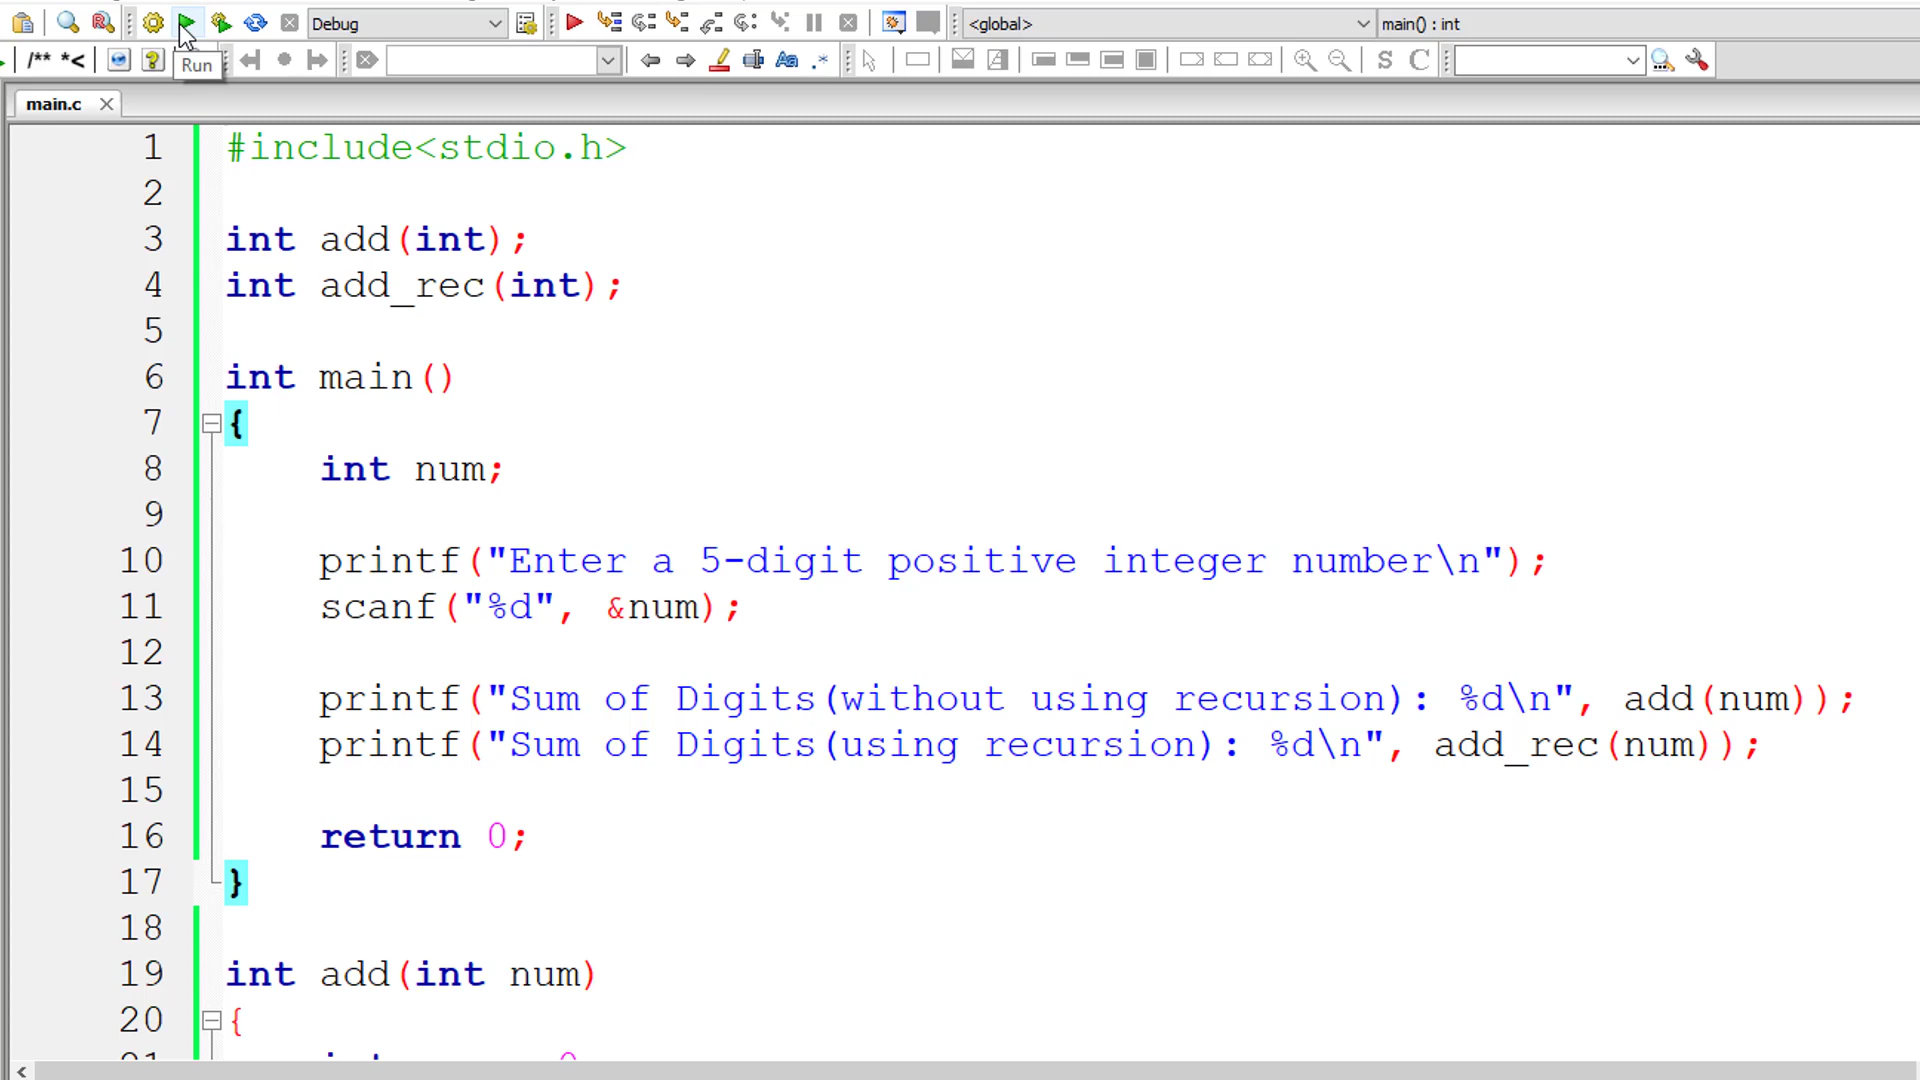 Debug
<global>
main() : int
/** *<
Run
Aa
.*
S
C
main.c
1 #include<stdio.h>
2
3 int add(int);
4 int add_rec(int);
5
6 int main()
7 {
8 int num;
9
10 printf("Enter a 5-digit positive integer number\n");
11 scanf("%d", &num);
12
13 printf("Sum of Digits(without using recursion): %d\n", add(num));
14 printf("Sum of Digits(using recursion): %d\n", add_rec(num));
15
16 return 0;
17 }
18
19 int add(int num)
20 {